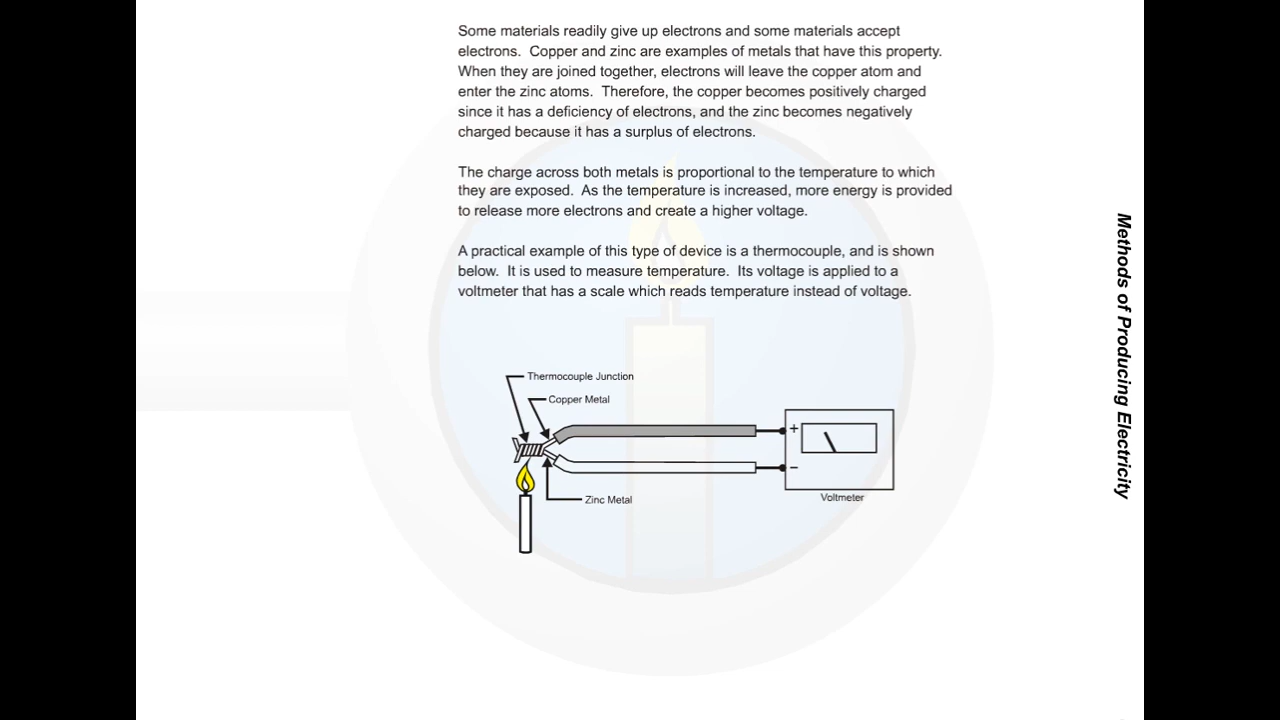 Some materials readily give up electrons and some materials accept
electrons.  Copper and zinc are examples of metals that have this property.
When they are joined together, electrons will leave the copper atom and
enter the zinc atoms.  Therefore, the copper becomes positively charged
since it has a deficiency of electrons, and the zinc becomes negatively
charged because it has a surplus of electrons.
The charge across both metals is proportional to the temperature to which
they are exposed.  As the temperature is increased, more energy is provided
to release more electrons and create a higher voltage.
A practical example of this type of device is a thermocouple, and is shown
below.  It is used to measure temperature.  Its voltage is applied to a
voltmeter that has a scale which reads temperature instead of voltage.
Thermocouple Junction
Copper Metal
+
−
Zinc Metal
Voltmeter
Methods of Producing Electricity